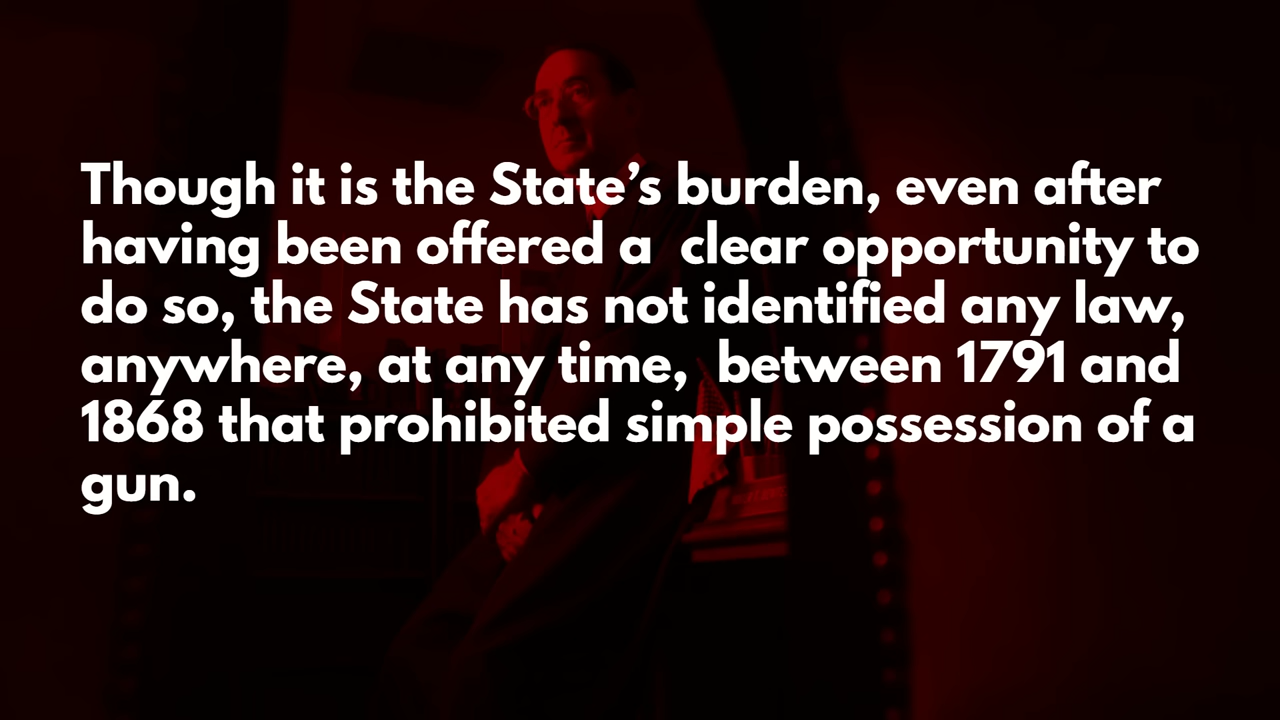 Though it is the State’s burden, even after
having been offered a  clear opportunity to
do so, the State has not identified any law,
anywhere, at any time,  between 1791 and
1868 that prohibited simple possession of a
gun.